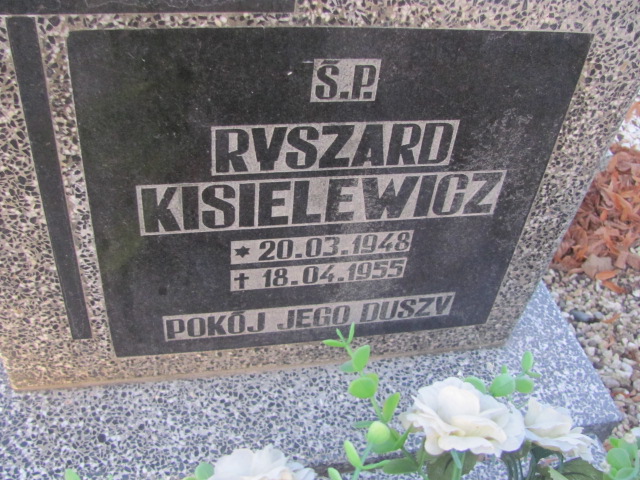 Ś.P.
RYSZARD
KISIELEWICZ
* 20.03.1948
† 18.04.1955
POKÓJ JEGO DUSZY